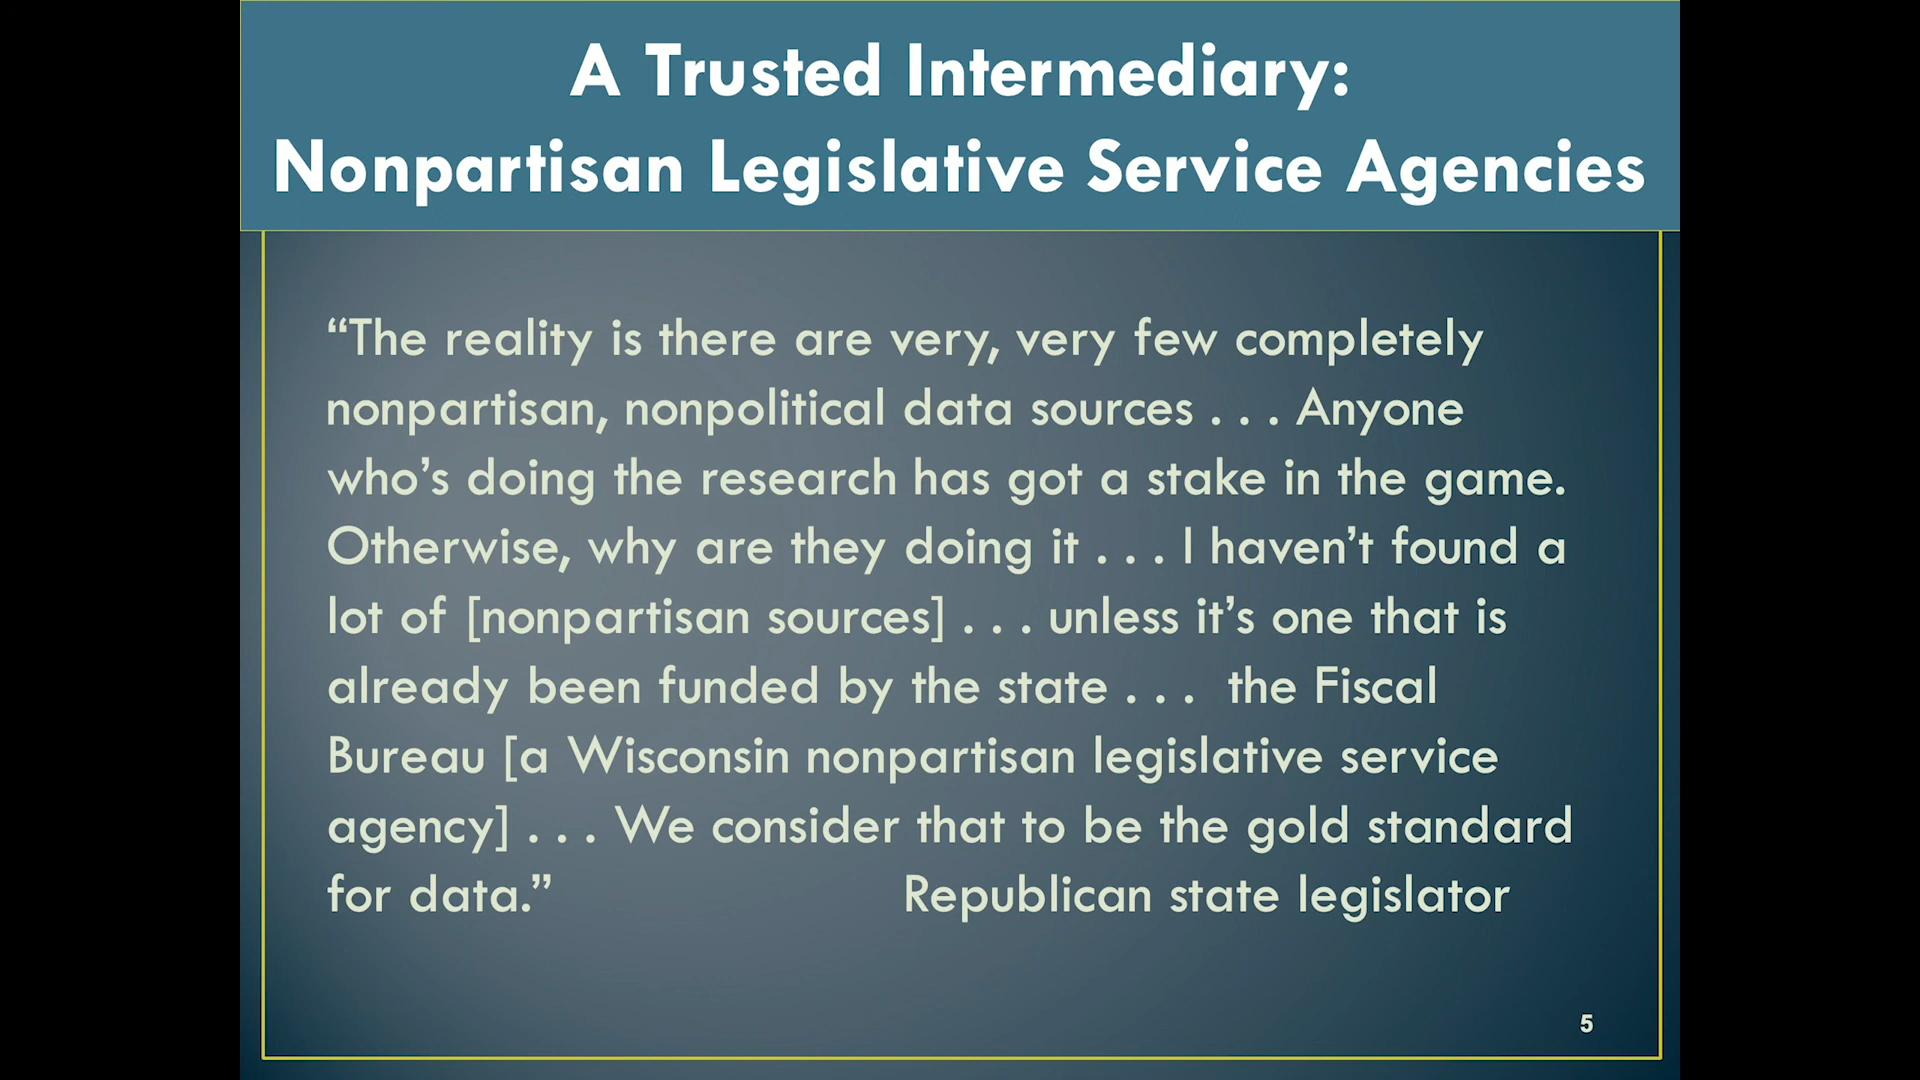 A Trusted Intermediary:
Nonpartisan Legislative Service Agencies
“The reality is there are very, very few completely
nonpartisan, nonpolitical data sources . . . Anyone
who’s doing the research has got a stake in the game.
Otherwise, why are they doing it . . . I haven’t found a
lot of [nonpartisan sources] . . . unless it’s one that is
already been funded by the state . . .  the Fiscal
Bureau [a Wisconsin nonpartisan legislative service
agency] . . . We consider that to be the gold standard
for data.” Republican state legislator
5